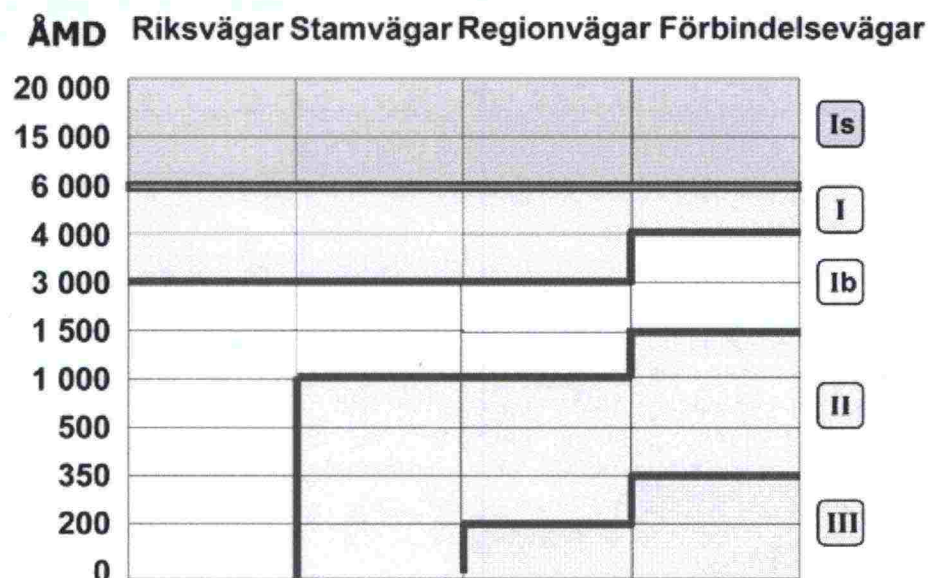 ÅMD Riksvägar Stamvägar Regionvägar Förbindelsevägar
20 000
Is
15 000
6 000
I
4 000
3 000
Ib
1 500
1 000
II
500
350
200
III
0